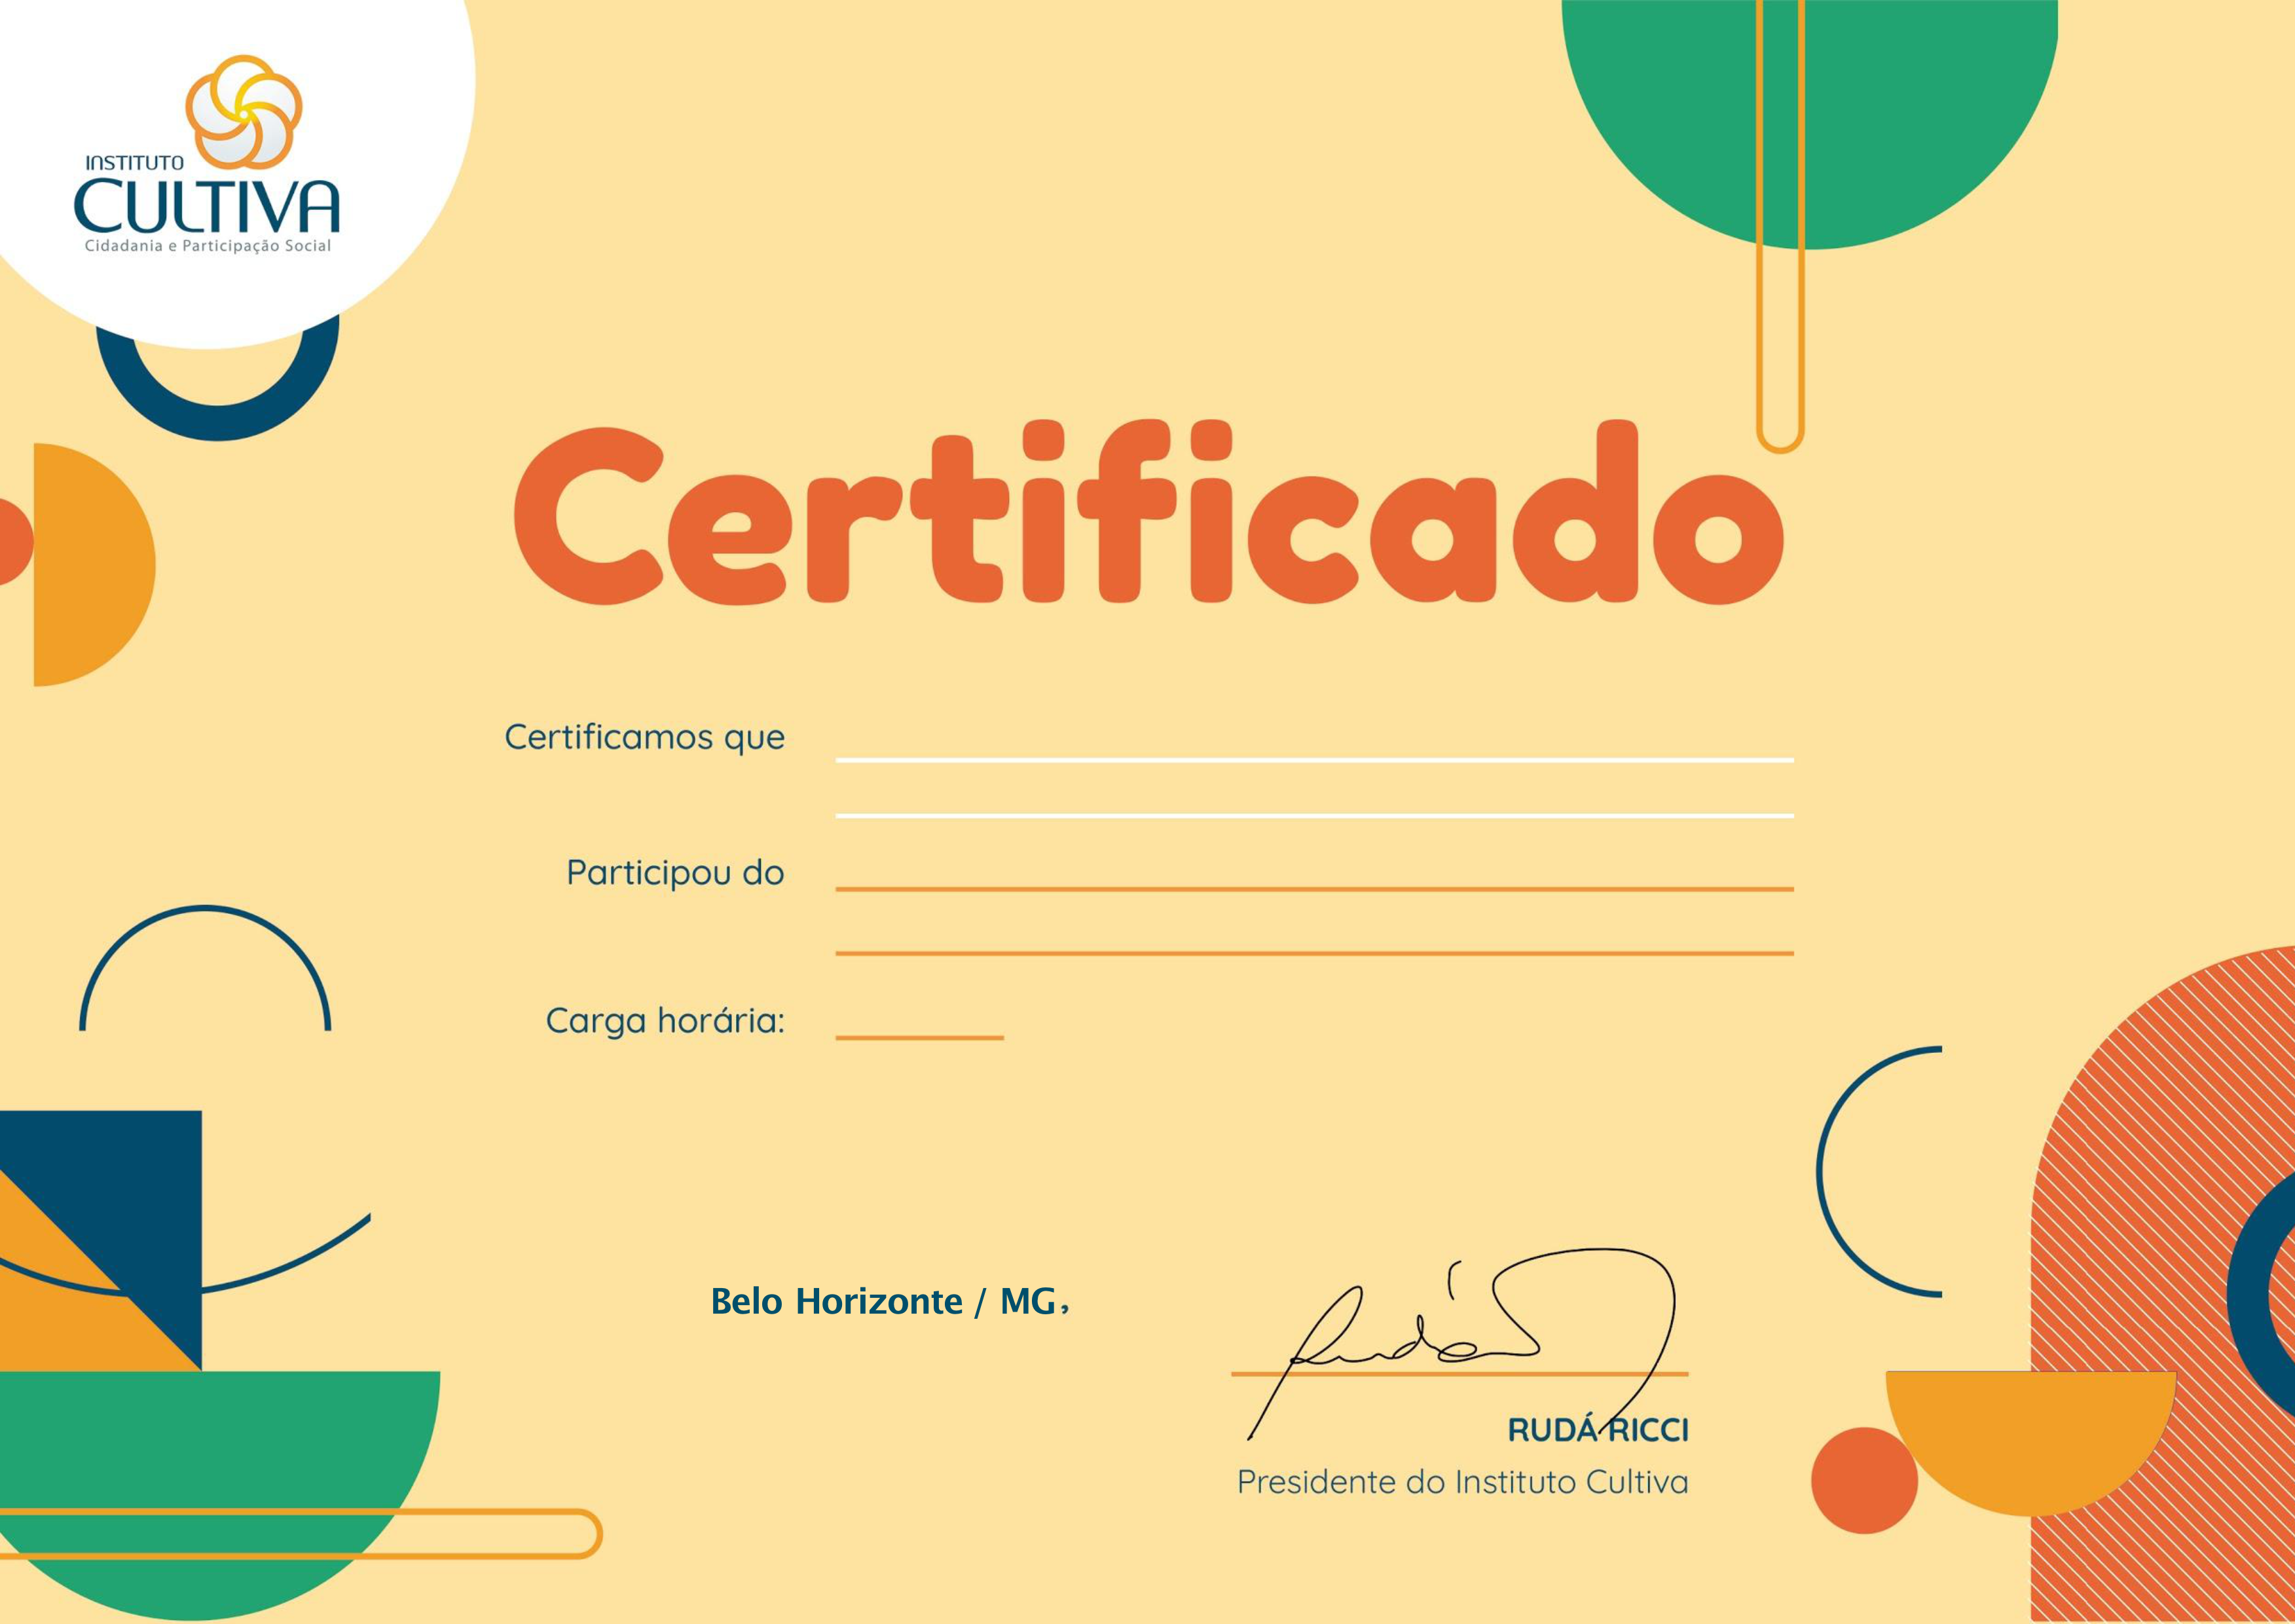 INSTITUTO
CULTIVA
Cidadania e Participação Social
Certificado
Certificamos que
Participou do
Carga horária:
Belo Horizonte / MG,
Rudá
RUDÁ RICCI
Presidente do Instituto Cultiva